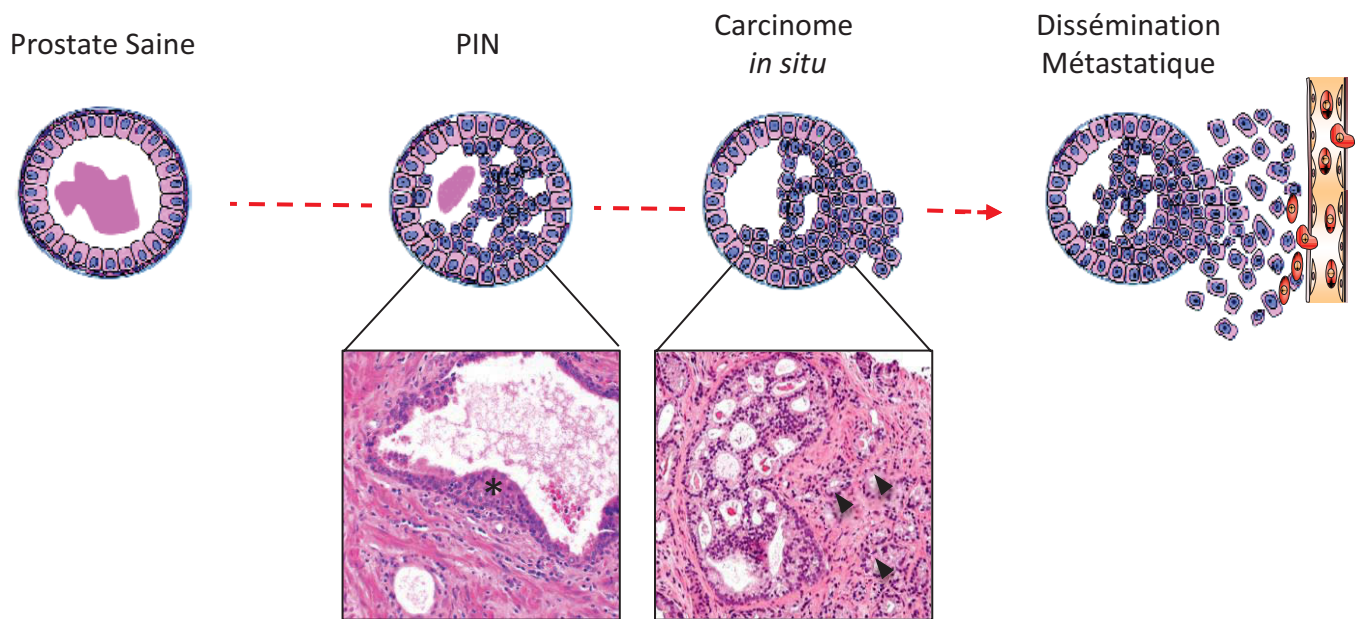 Prostate Saine
PIN
Carcinome
in situ
Dissémination
Métastatique
*